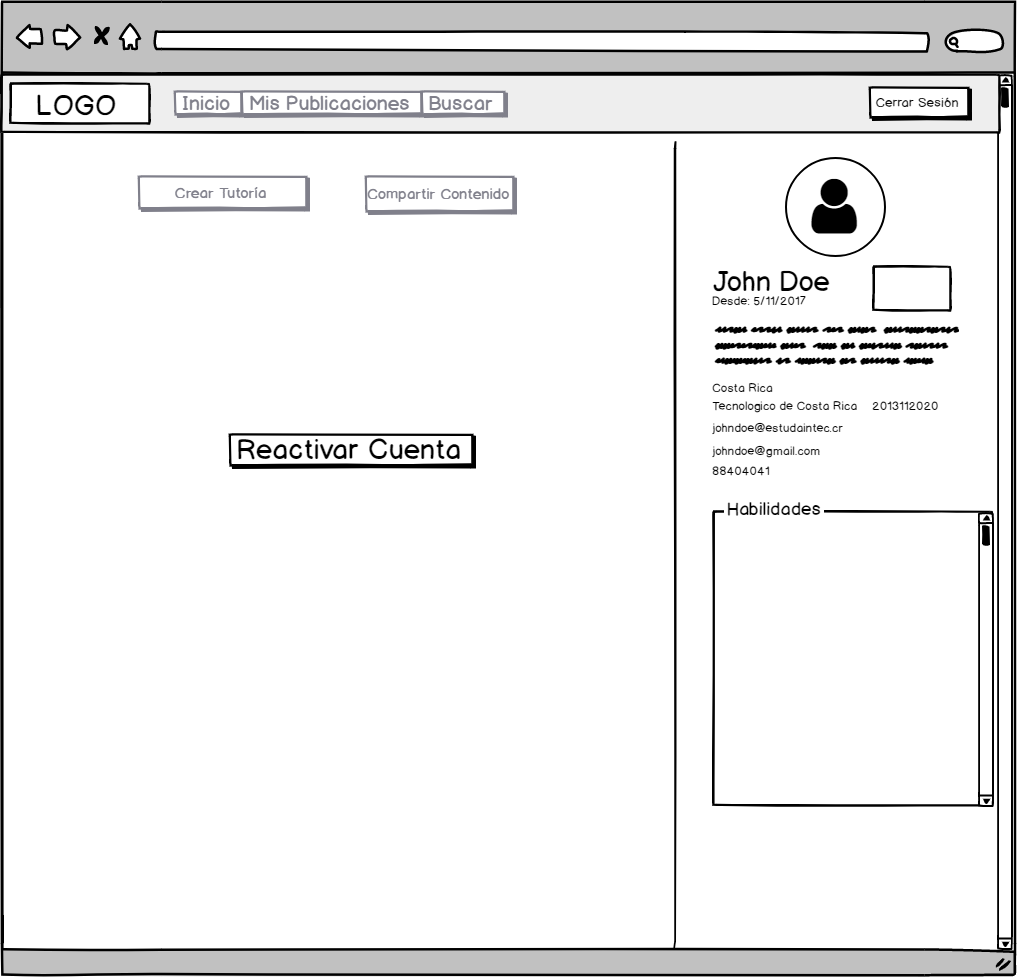 LOGO
Inicio Mis Publicaciones Buscar
Cerrar Sesión
Crear Tutoría
Compartir Contenido
John Doe
Desde: 5/11/2017
Costa Rica
Tecnologico de Costa Rica 2013112020
johndoe@estudaintec.cr
johndoe@gmail.com
88404041
Reactivar Cuenta
Habilidades